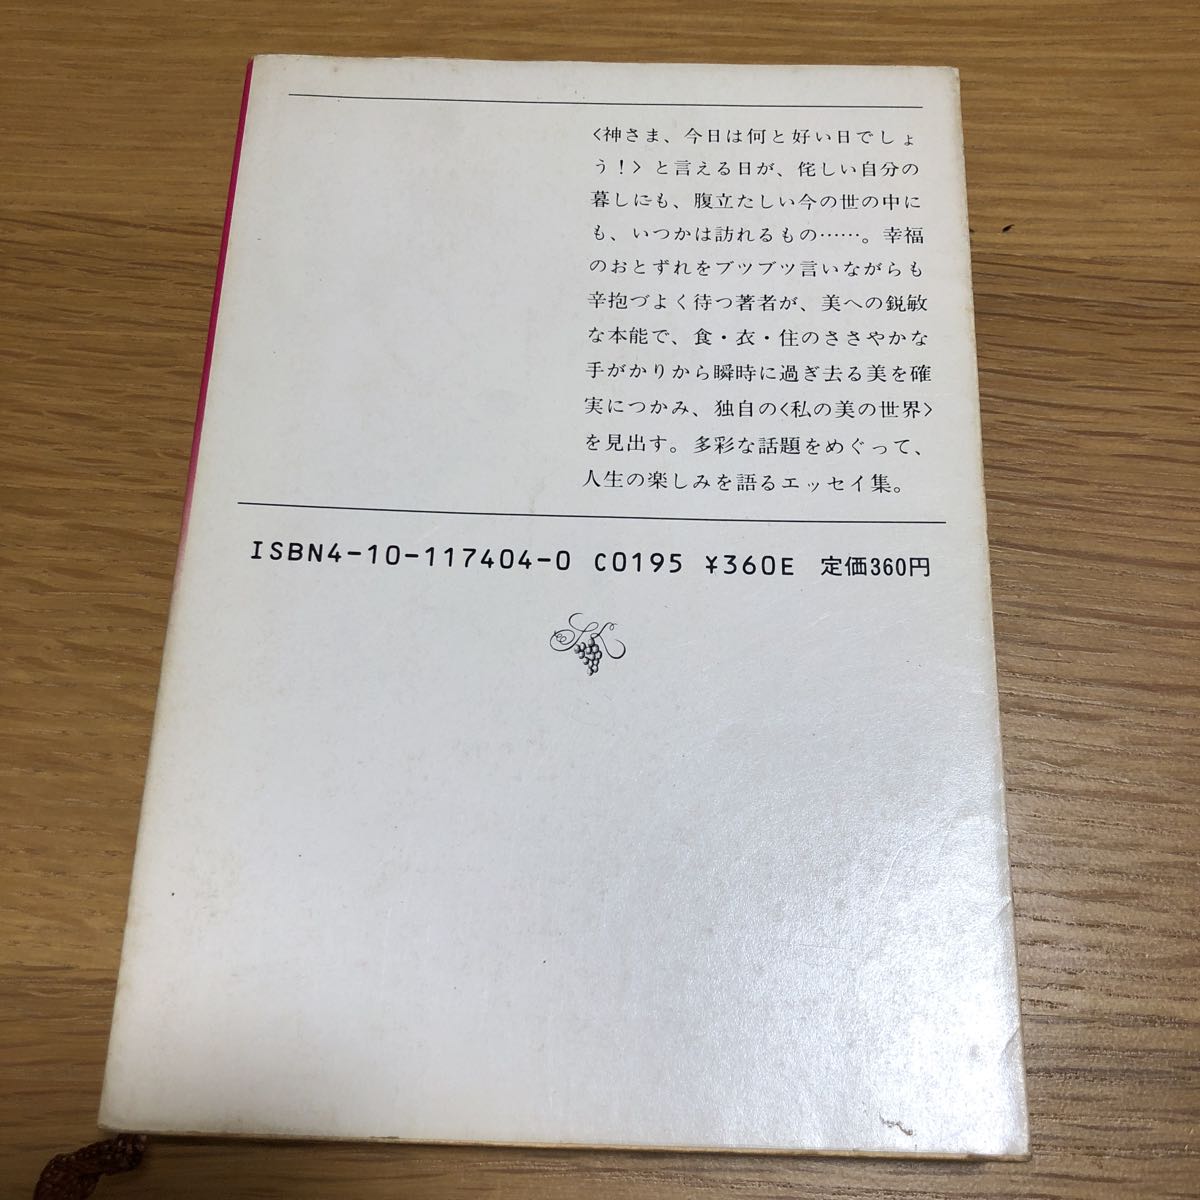 〈神さま、今日は何と好い日でしょ
う！〉と言える日が、侘しい自分の
暮しにも、腹立たしい今の世の中に
も、いつかは訪れるもの……。幸福
のおとずれをブツブツ言いながらも
辛抱づよく待つ著者が、美への鋭敏
な本能で、食・衣・住のささやかな
手がかりから瞬時に過ぎ去る美を確
実につかみ、独自の〈私の美の世界〉
を見出す。多彩な話題をめぐって、
人生の楽しみを語るエッセイ集。
ISBN4-10-117404-0 C0195 ¥360E 定価360円
SK